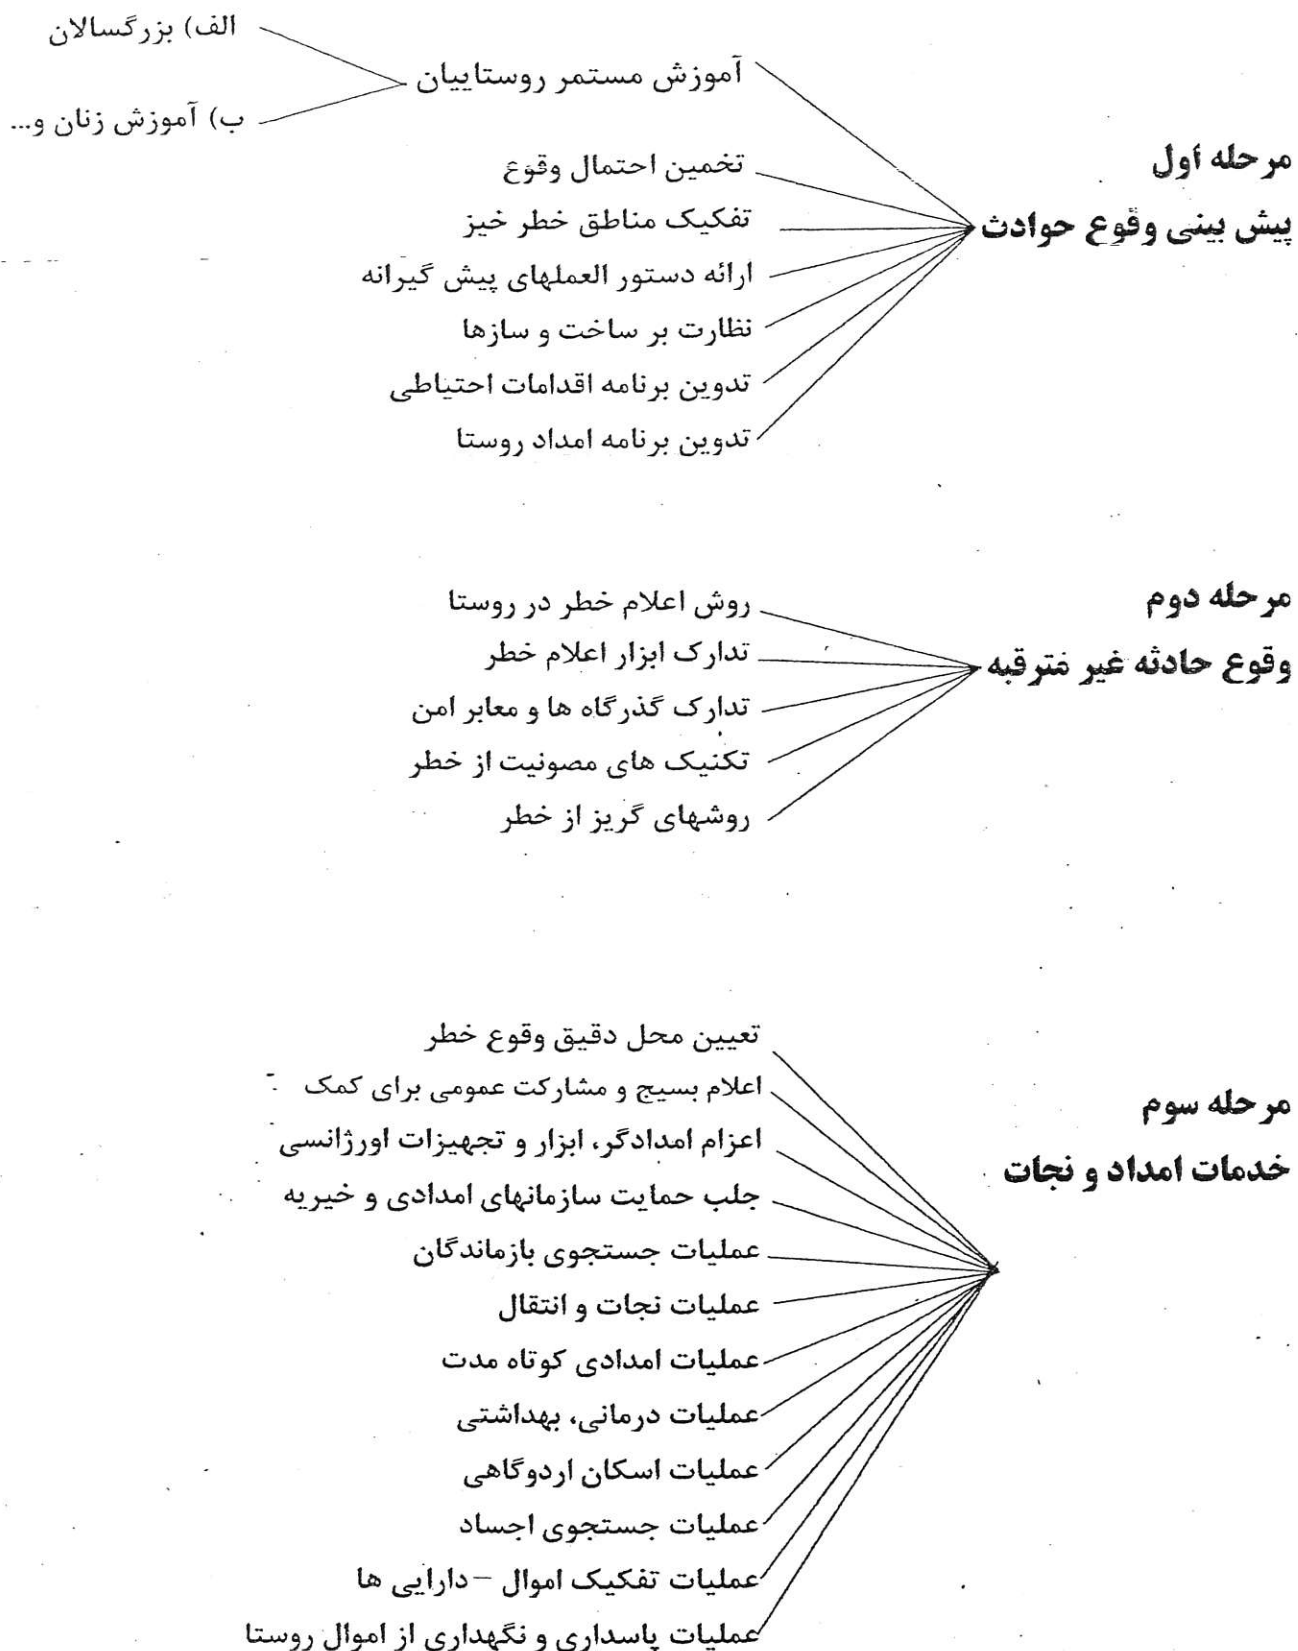 مرحله اول
پیش بینی وقوع حوادث
آموزش مستمر روستاییان
الف) بزرگسالان
ب) آموزش زنان و...
تخمین احتمال وقوع
تفکیک مناطق خطر خیز
ارائه دستور العملهای پیش گیرانه
نظارت بر ساخت و سازها
تدوین برنامه اقدامات احتیاطی
تدوین برنامه امداد روستا
مرحله دوم
وقوع حادثه غیر مترقبه
روش اعلام خطر در روستا
تدارک ابزار اعلام خطر
تدارک گذرگاه ها و معابر امن
تکنیک های مصونیت از خطر
روشهای گریز از خطر
مرحله سوم
خدمات امداد و نجات
تعیین محل دقیق وقوع خطر
اعلام بسیج و مشارکت عمومی برای کمک
اعزام امدادگر، ابزار و تجهیزات اورژانسی
جلب حمایت سازمانهای امدادی و خیریه
عملیات جستجوی بازماندگان
عملیات نجات و انتقال
عملیات امدادی کوتاه مدت
عملیات درمانی، بهداشتی
عملیات اسکان اردوگاهی
عملیات جستجوی اجساد
عملیات تفکیک اموال – دارایی ها
عملیات پاسداری و نگهداری از اموال روستا